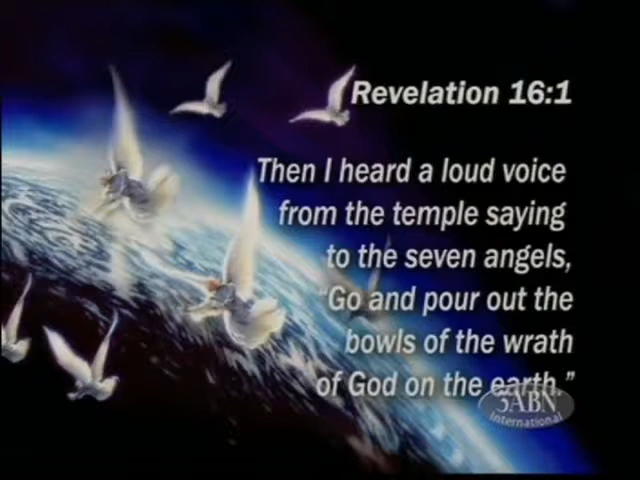 Revelation 16:1
Then I heard a loud voice
from the temple saying
to the seven angels,
"Go and pour out the
bowls of the wrath
of God on the earth."
3ABN
International